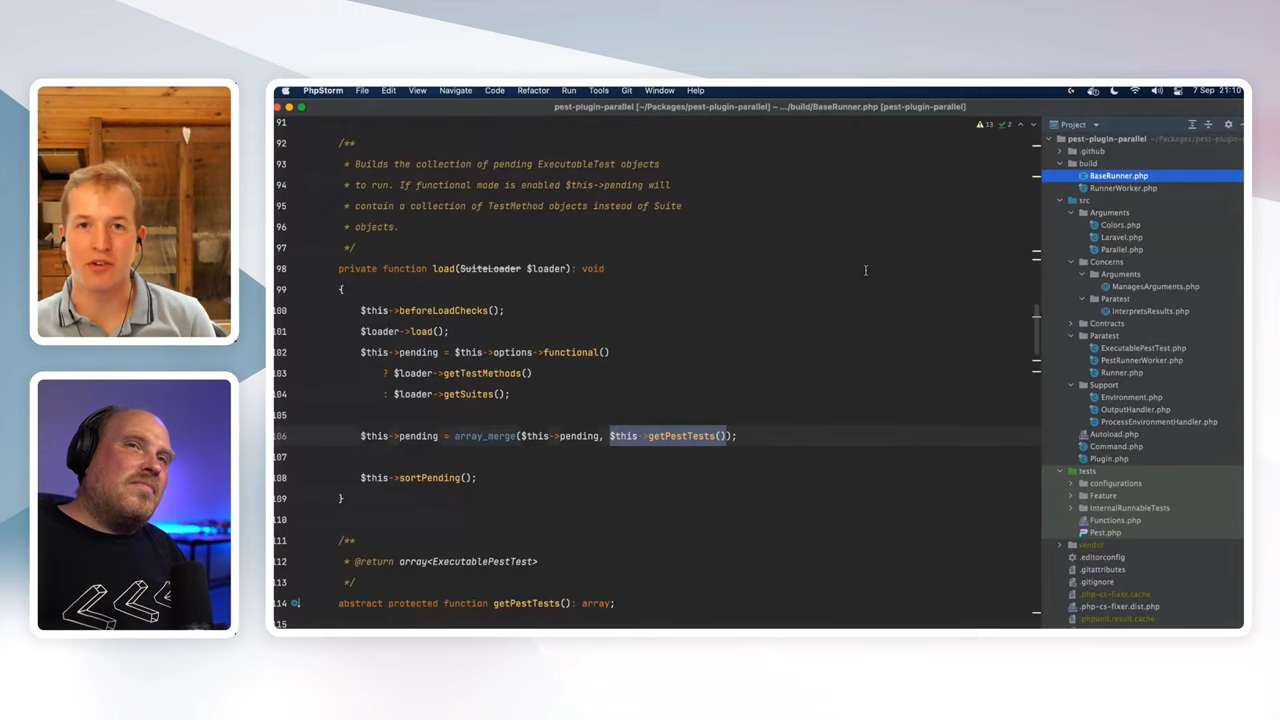 PhpStorm File Edit View Navigate Code Refactor Run Tools Git Window Help 7 Sep 21:10
pest-plugin-parallel [~/Packages/pest-plugin-parallel] – .../build/BaseRunner.php [pest-plugin-parallel]
91
92 /**
93 * Builds the collection of pending ExecutableTest objects
94 * to run. If functional mode is enabled $this->pending will
95 * contain a collection of TestMethod objects instead of Suite
96 * objects.
97 */
98 private function load(SuiteLoader $loader): void
99 {
100 $this->beforeLoadChecks();
101 $loader->load();
102 $this->pending = $this->options->functional()
103 ? $loader->getTestMethods()
104 : $loader->getSuites();
105
106 $this->pending = array_merge($this->pending, $this->getPestTests());
107
108 $this->sortPending();
109 }
110
111 /**
112 * @return array<ExecutablePestTest>
113 */
114 abstract protected function getPestTests(): array;
115
13 2
Project
pest-plugin-parallel ~/Packages/pest-plugin-
.github
build
BaseRunner.php
RunnerWorker.php
src
Arguments
Colors.php
Laravel.php
Parallel.php
Concerns
Arguments
ManagesArguments.php
Paratest
InterpretsResults.php
Contracts
Paratest
ExecutablePestTest.php
PestRunnerWorker.php
Runner.php
Support
Environment.php
OutputHandler.php
ProcessEnvironmentHandler.php
Autoload.php
Command.php
Plugin.php
tests
configurations
Feature
InternalRunnableTests
Functions.php
Pest.php
vendor
.editorconfig
.gitattributes
.gitignore
.php-cs-fixer.cache
.php-cs-fixer.dist.php
.phpunit.result.cache